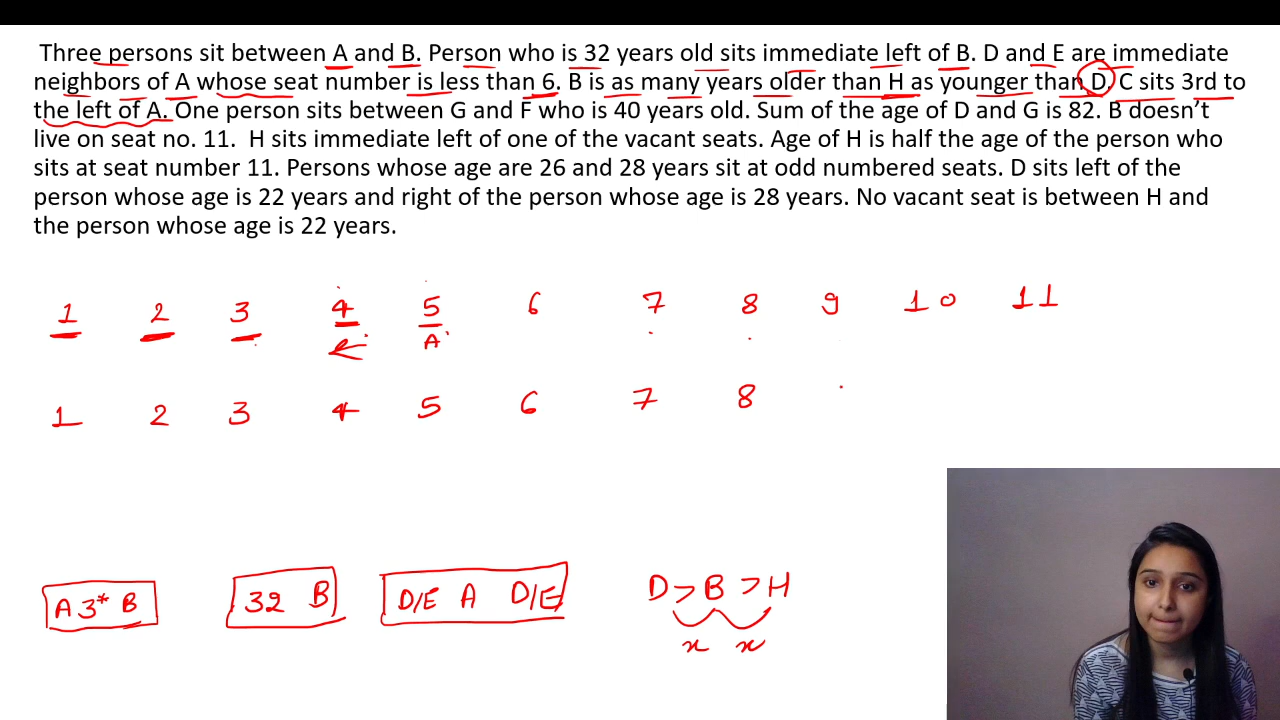 Three persons sit between A and B. Person who is 32 years old sits immediate left of B. D and E are immediate
neighbors of A whose seat number is less than 6. B is as many years older than H as younger than D. C sits 3rd to
the left of A. One person sits between G and F who is 40 years old. Sum of the age of D and G is 82. B doesn't
live on seat no. 11. H sits immediate left of one of the vacant seats. Age of H is half the age of the person who
sits at seat number 11. Persons whose age are 26 and 28 years sit at odd numbered seats. D sits left of the
person whose age is 22 years and right of the person whose age is 28 years. No vacant seat is between H and
the person whose age is 22 years.
1 2 3 4 5 6 7 8 9 10 11
A
1 2 3 4 5 6 7 8
A 3* B 32 B D/E A D/E D > B > H
x x